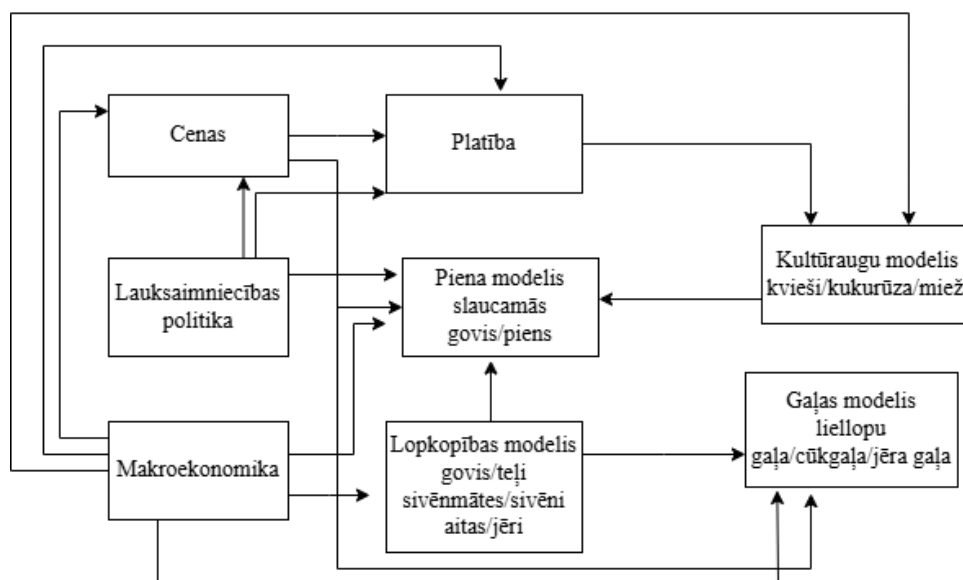 Cenas
Platība
Lauksaimniecības
politika
Piena modelis
slaucamās
govis/piens
Kultūraugu modelis
kvieši/kukurūza/miež
Makroekonomika
Lopkopības modelis
govis/teļi
sivēnmātes/sivēni
aitas/jēri
Gaļas modelis
liellopu
gaļa/cūkgaļa/jēra gaļa